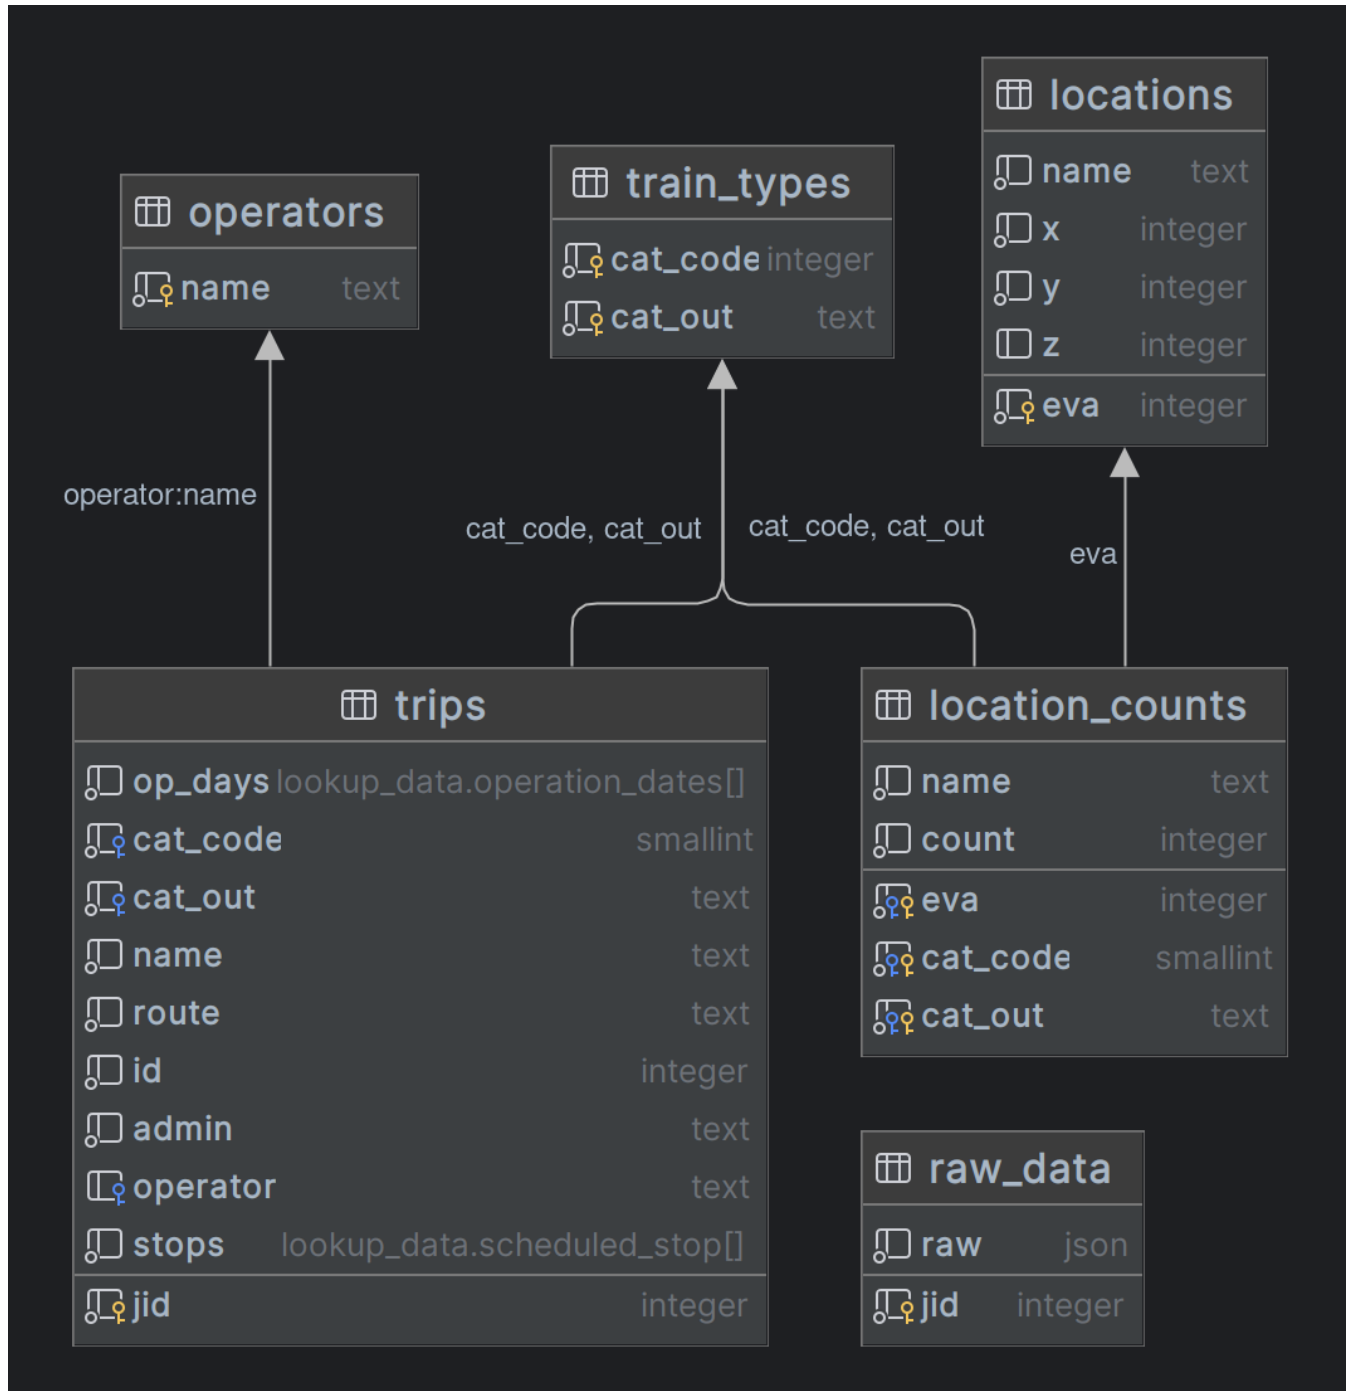 operators
name text
train_types
cat_code integer
cat_out text
locations
name text
x integer
y integer
z integer
eva integer
operator:name
cat_code, cat_out
cat_code, cat_out
eva
trips
op_days lookup_data.operation_dates[]
cat_code smallint
cat_out text
name text
route text
id integer
admin text
operator text
stops lookup_data.scheduled_stop[]
jid integer
location_counts
name text
count integer
eva integer
cat_code smallint
cat_out text
raw_data
raw json
jid integer